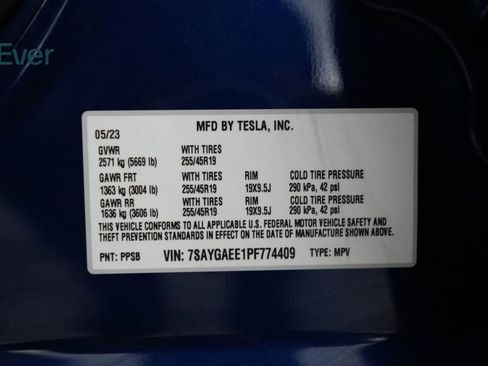 Ever
MFD BY TESLA, INC.
05/23
GVWR WITH TIRES
2571 kg (5669 lb) 255/45R19
GAWR FRT WITH TIRES RIM COLD TIRE PRESSURE
1363 kg (3004 lb) 255/45R19 19X9.5J 290 kPa, 42 psi
GAWR RR WITH TIRES RIM COLD TIRE PRESSURE
1636 kg (3606 lb) 255/45R19 19X9.5J 290 kPa, 42 psi
THIS VEHICLE CONFORMS TO ALL APPLICABLE U.S. FEDERAL MOTOR VEHICLE SAFETY AND
THEFT PREVENTION STANDARDS IN EFFECT ON THE DATE OF MANUFACTURE SHOWN ABOVE.
PNT: PPSB VIN: 7SAYGAEE1PF774409 TYPE: MPV